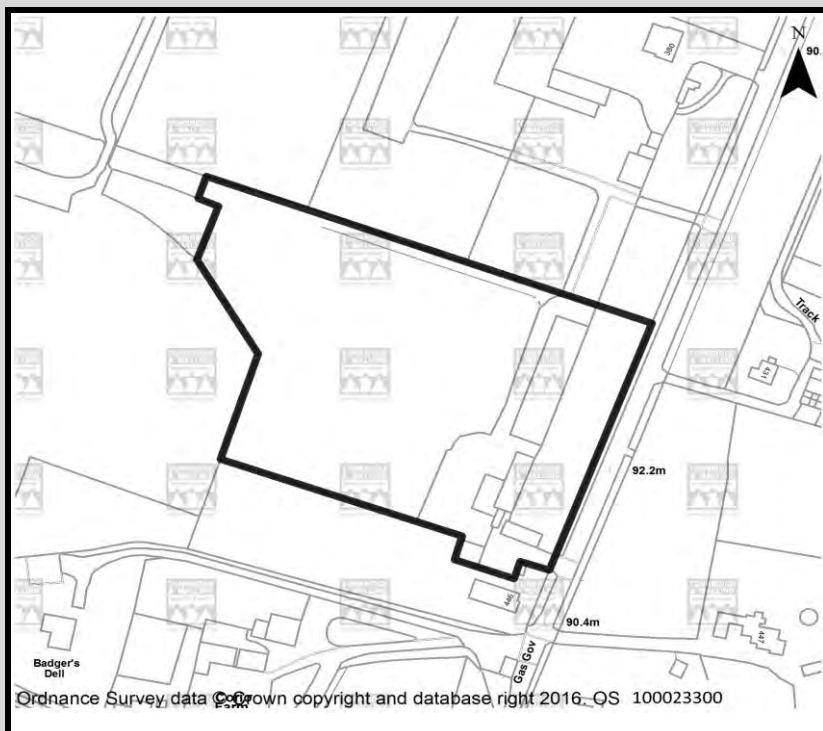 N
90.
380
Track
431
92.2m
446
90.4m
447
Gas Gov
Badger's
Dell
Farm
Ordnance Survey data © Crown copyright and database right 2016 OS 100023300